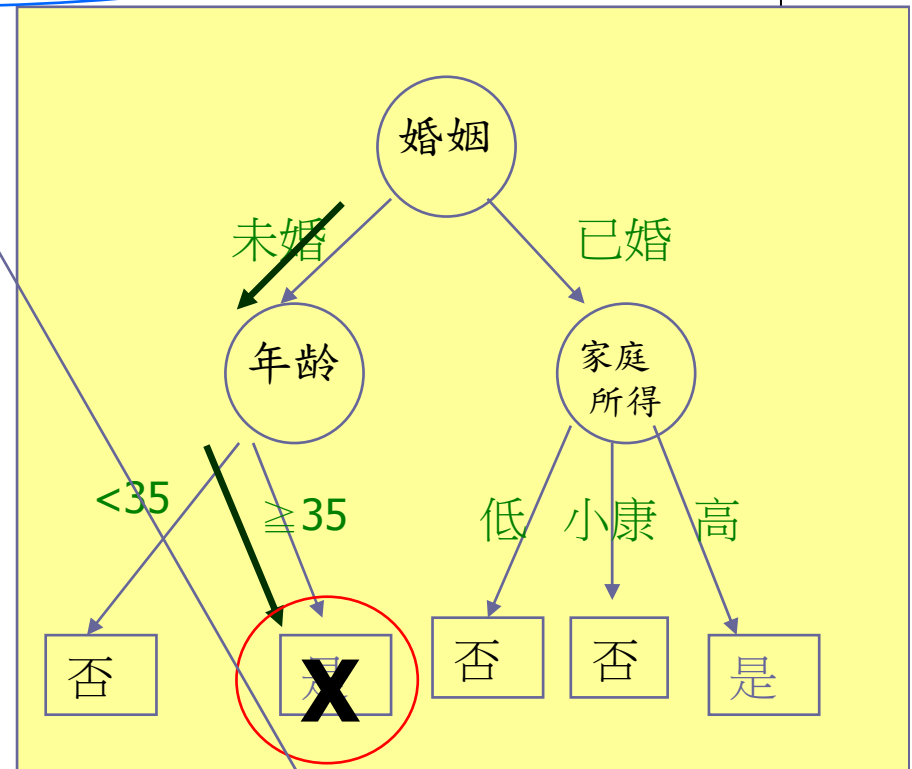 婚姻
未婚
已婚
年龄
家庭
所得
<35
≧35
低
小康
高
否
是
X
否
否
是